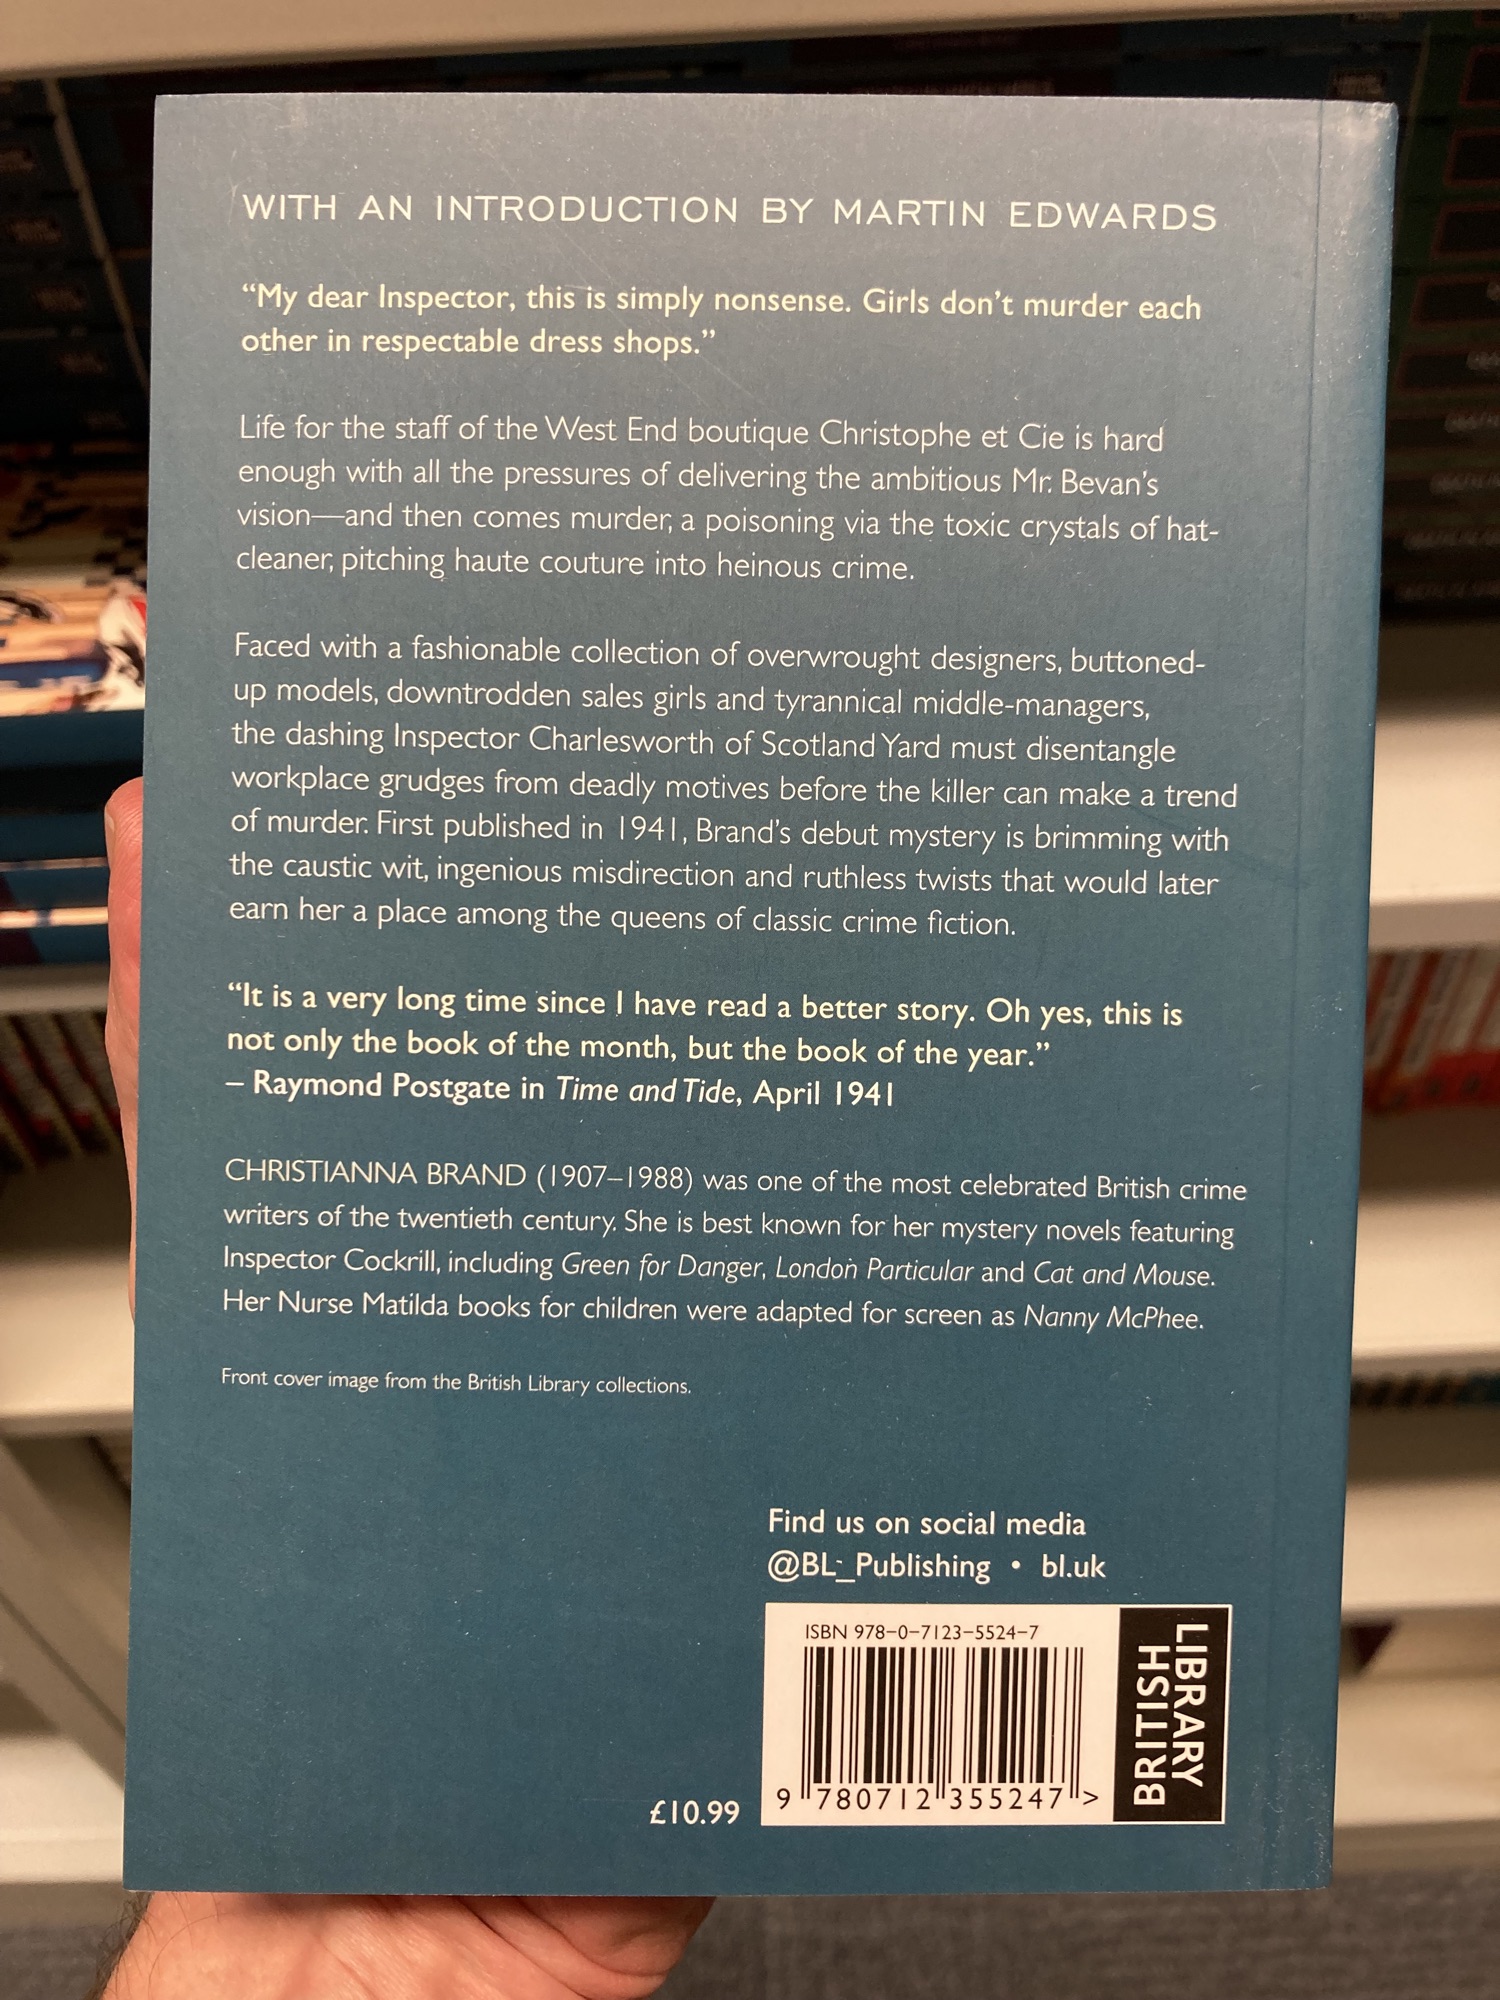 WITH AN INTRODUCTION BY MARTIN EDWARDS
“My dear Inspector, this is simply nonsense. Girls don’t murder each
other in respectable dress shops.”
Life for the staff of the West End boutique Christophe et Cie is hard
enough with all the pressures of delivering the ambitious Mr. Bevan’s
vision—and then comes murder, a poisoning via the toxic crystals of hat-
cleaner, pitching haute couture into heinous crime.
Faced with a fashionable collection of overwrought designers, buttoned-
up models, downtrodden sales girls and tyrannical middle-managers,
the dashing Inspector Charlesworth of Scotland Yard must disentangle
workplace grudges from deadly motives before the killer can make a trend
of murder. First published in 1941, Brand’s debut mystery is brimming with
the caustic wit, ingenious misdirection and ruthless twists that would later
earn her a place among the queens of classic crime fiction.
“It is a very long time since I have read a better story. Oh yes, this is
not only the book of the month, but the book of the year.”
– Raymond Postgate in Time and Tide, April 1941
CHRISTIANNA BRAND (1907–1988) was one of the most celebrated British crime
writers of the twentieth century. She is best known for her mystery novels featuring
Inspector Cockrill, including Green for Danger, London Particular and Cat and Mouse.
Her Nurse Matilda books for children were adapted for screen as Nanny McPhee.
Front cover image from the British Library collections.
Find us on social media
@BL_Publishing • bl.uk
ISBN 978-0-7123-5524-7
9 780712 355247 >
BRITISH
LIBRARY
£10.99